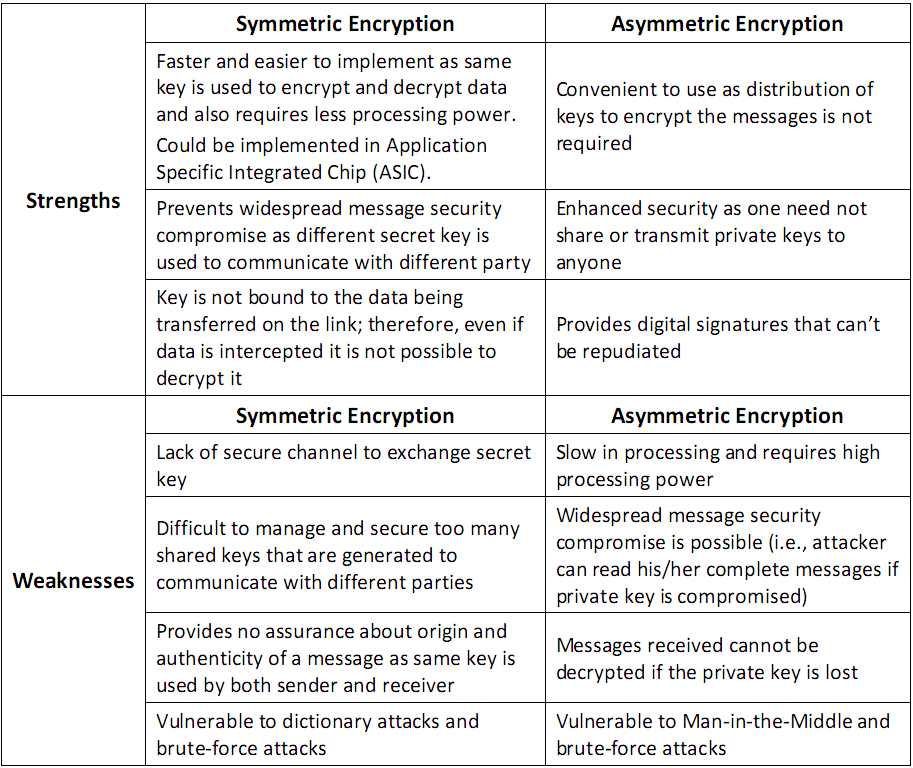 Symmetric Encryption
Asymmetric Encryption
Strengths
Faster and easier to implement as same
key is used to encrypt and decrypt data
and also requires less processing power.
Could be implemented in Application
Specific Integrated Chip (ASIC).
Convenient to use as distribution of
keys to encrypt the messages is not
required
Prevents widespread message security
compromise as different secret key is
used to communicate with different party
Enhanced security as one need not
share or transmit private keys to
anyone
Key is not bound to the data being
transferred on the link; therefore, even if
data is intercepted it is not possible to
decrypt it
Provides digital signatures that can’t
be repudiated
Symmetric Encryption
Asymmetric Encryption
Weaknesses
Lack of secure channel to exchange secret
key
Slow in processing and requires high
processing power
Difficult to manage and secure too many
shared keys that are generated to
communicate with different parties
Widespread message security
compromise is possible (i.e., attacker
can read his/her complete messages if
private key is compromised)
Provides no assurance about origin and
authenticity of a message as same key is
used by both sender and receiver
Messages received cannot be
decrypted if the private key is lost
Vulnerable to dictionary attacks and
brute-force attacks
Vulnerable to Man-in-the-Middle and
brute-force attacks